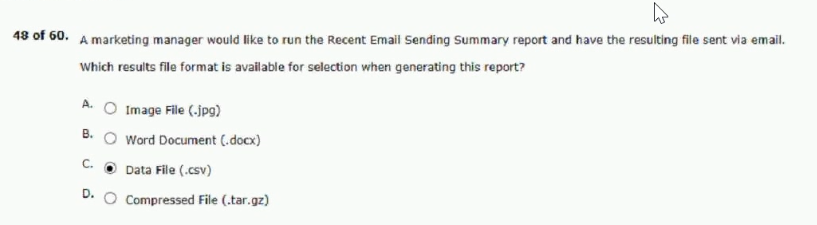 48 of 60. A marketing manager would like to run the Recent Email Sending Summary report and have the resulting file sent via email.
Which results file format is available for selection when generating this report?
A. Image File (.jpg)
B. Word Document (.docx)
C. Data File (.csv)
D. Compressed File (.tar.gz)